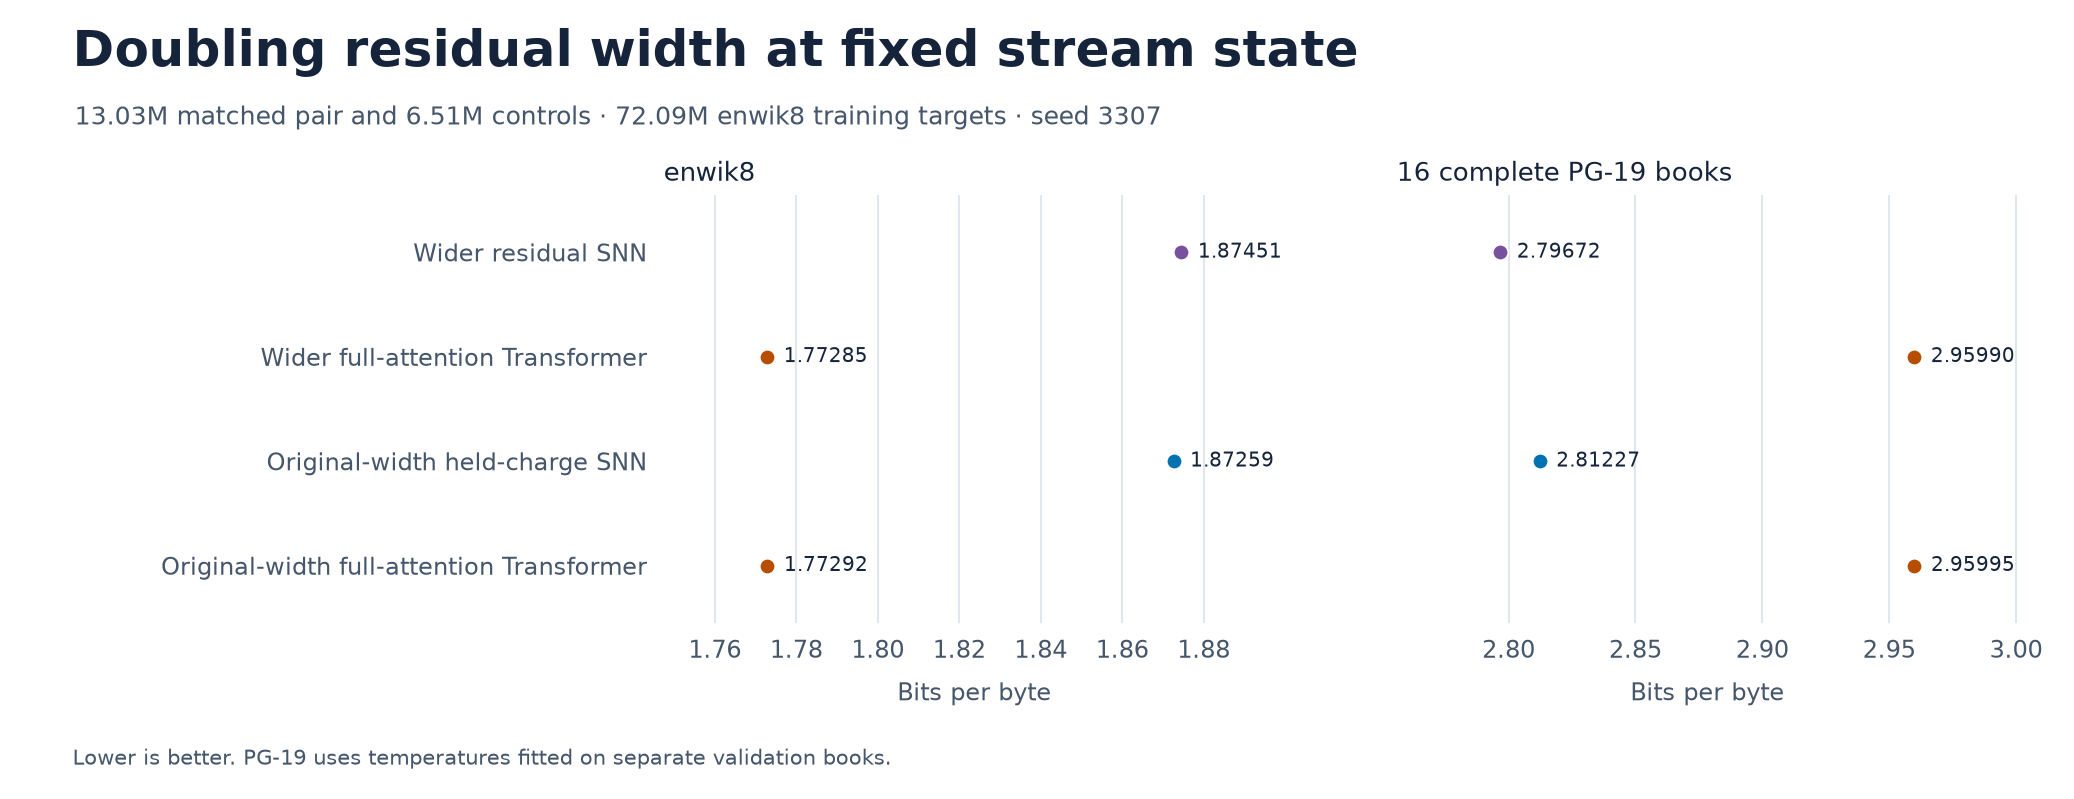 Doubling residual width at fixed stream state
13.03M matched pair and 6.51M controls · 72.09M enwik8 training targets · seed 3307
enwik8
16 complete PG-19 books
Wider residual SNN
1.87451
2.79672
Wider full-attention Transformer
1.77285
2.95990
Original-width held-charge SNN
1.87259
2.81227
Original-width full-attention Transformer
1.77292
2.95995
1.76 1.78 1.80 1.82 1.84 1.86 1.88
2.80 2.85 2.90 2.95 3.00
Bits per byte
Bits per byte
Lower is better. PG-19 uses temperatures fitted on separate validation books.